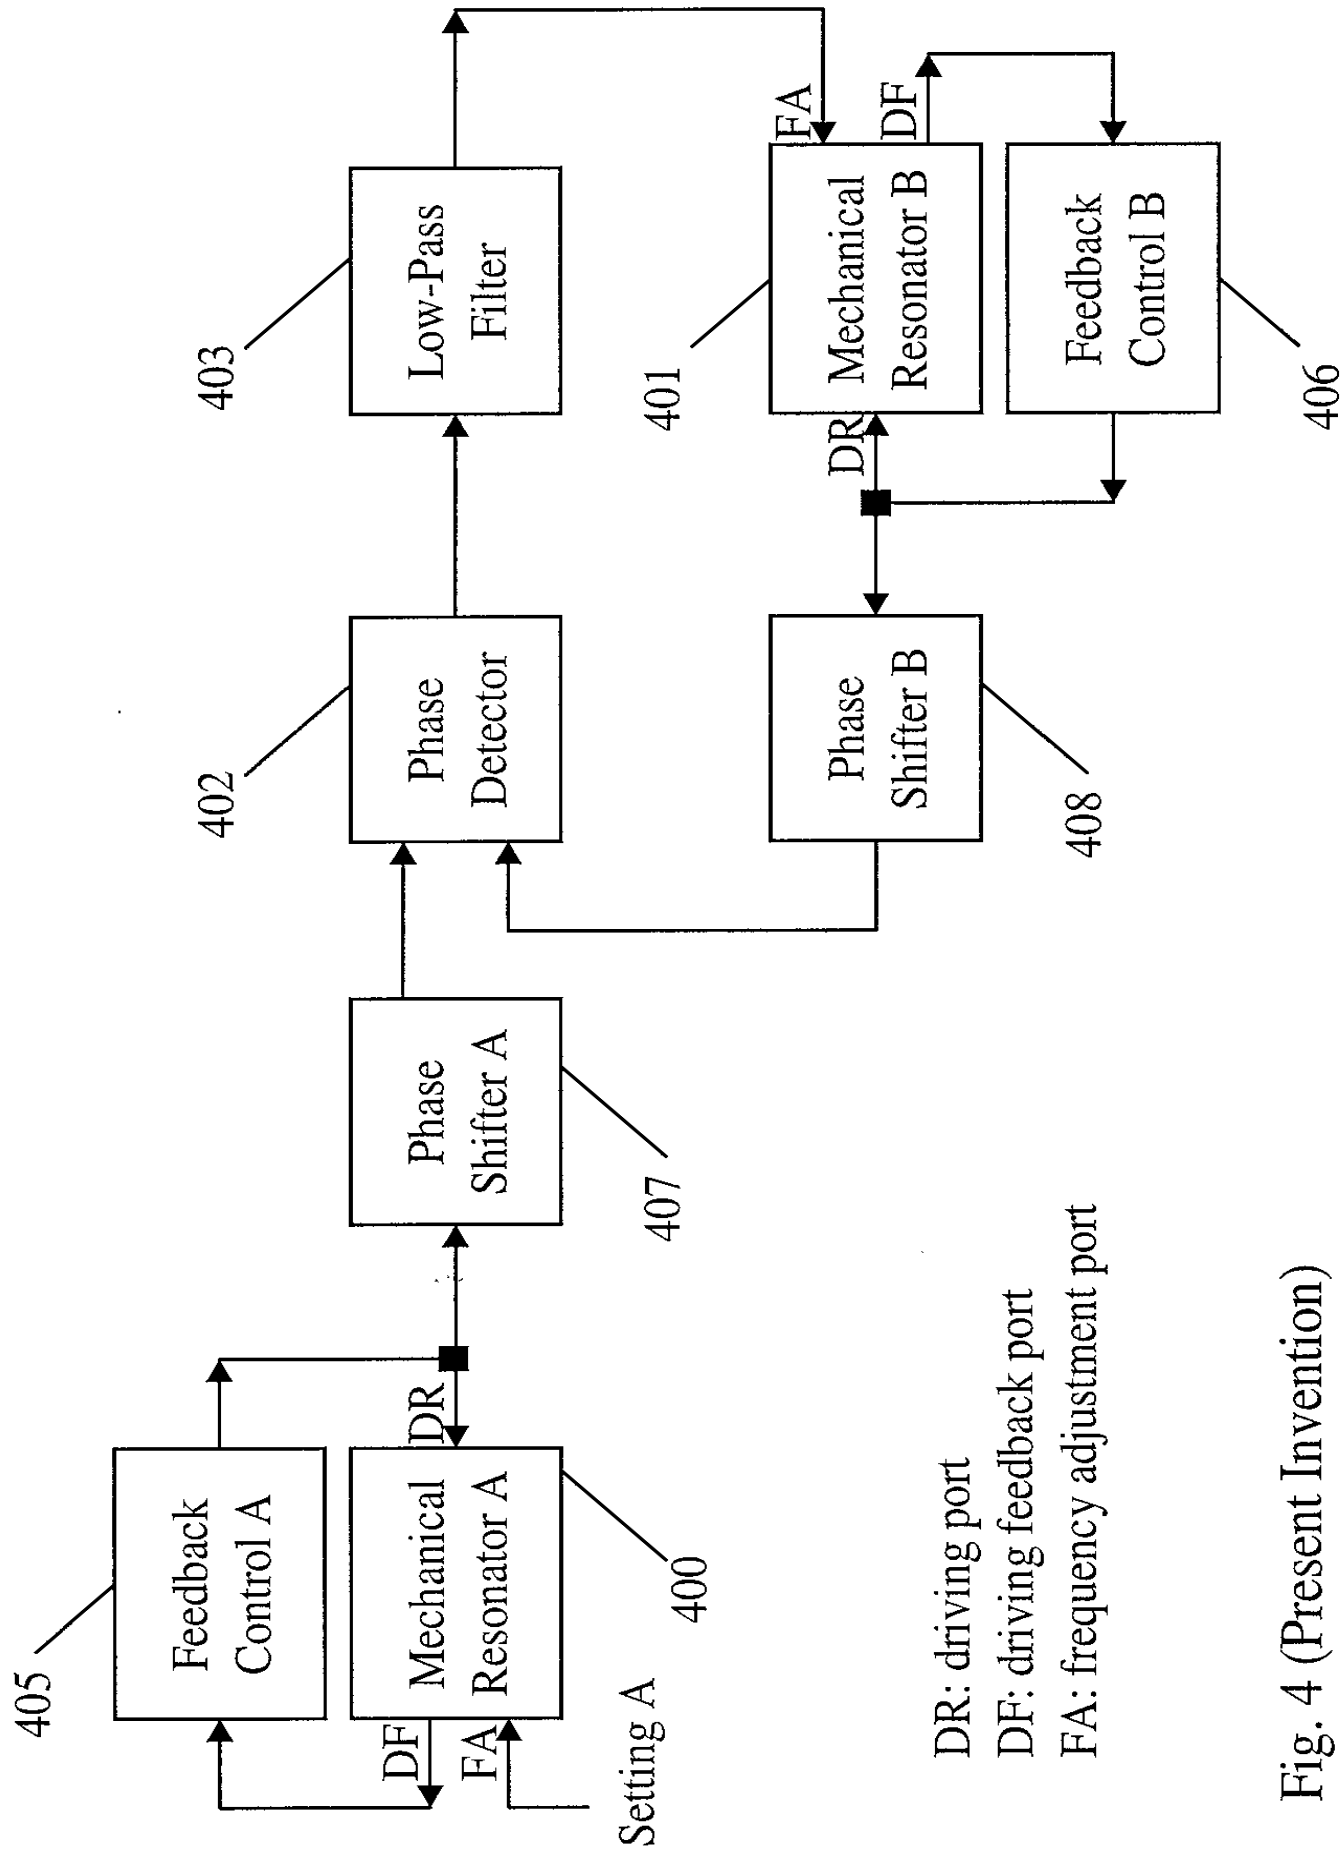 405
Feedback
Control A
DF
Mechanical
Resonator A
DR
FA
Setting A
400
Phase
Shifter A
407
402
Phase
Detector
403
Low-Pass
Filter
Phase
Shifter B
408
401
DR
Mechanical
Resonator B
FA
DF
Feedback
Control B
406
DR: driving port
DF: driving feedback port
FA: frequency adjustment port
Fig. 4 (Present Invention)